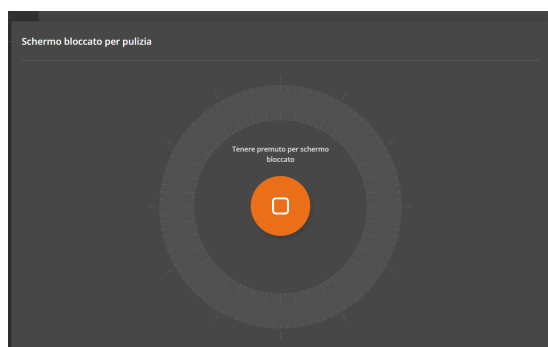 Schermo bloccato per pulizia
Tenere premuto per schermo
bloccato